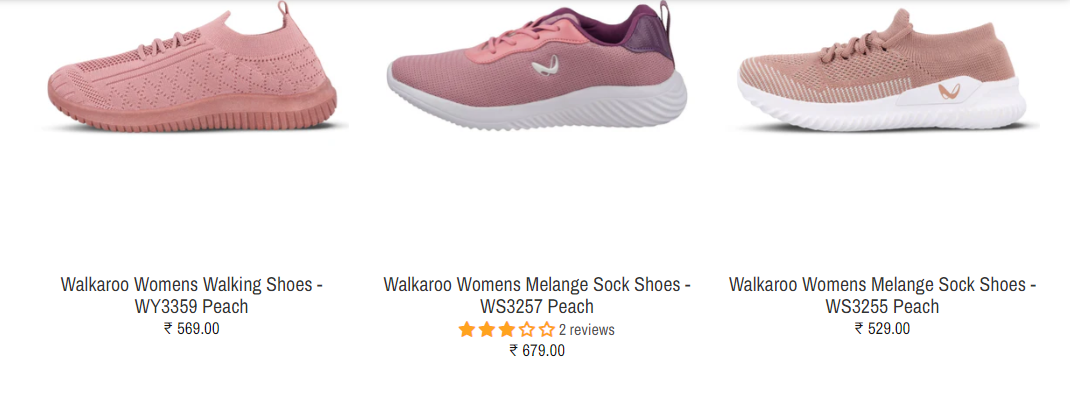 Walkaroo Womens Walking Shoes -
WY3359 Peach
₹ 569.00
Walkaroo Womens Melange Sock Shoes -
WS3257 Peach
2 reviews
₹ 679.00
Walkaroo Womens Melange Sock Shoes -
WS3255 Peach
₹ 529.00